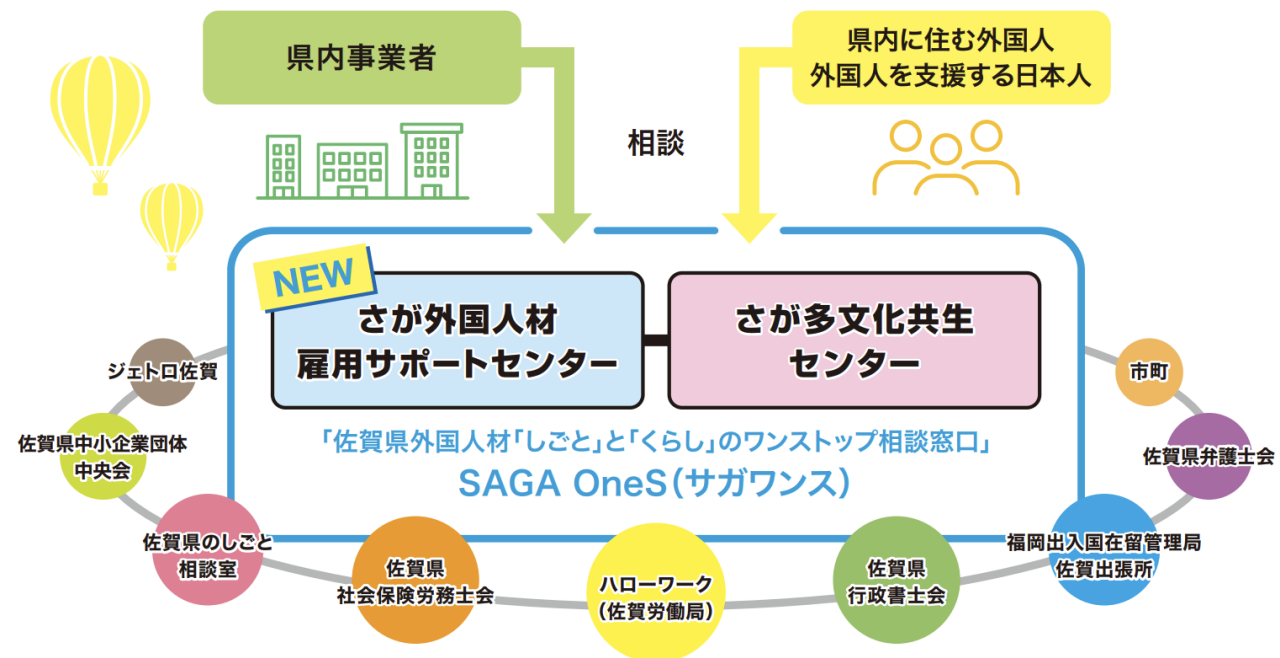 県内事業者
県内に住む外国人
外国人を支援する日本人
相談
NEW
さが外国人材
雇用サポートセンター
さが多文化共生
センター
「佐賀県外国人材「しごと」と「くらし」のワンストップ相談窓口」
SAGA OneS(サガワンス)
ジェトロ佐賀
佐賀県中小企業団体
中央会
佐賀県のしごと
相談室
佐賀県
社会保険労務士会
ハローワーク
(佐賀労働局)
佐賀県
行政書士会
福岡出入国在留管理局
佐賀出張所
佐賀県弁護士会
市町